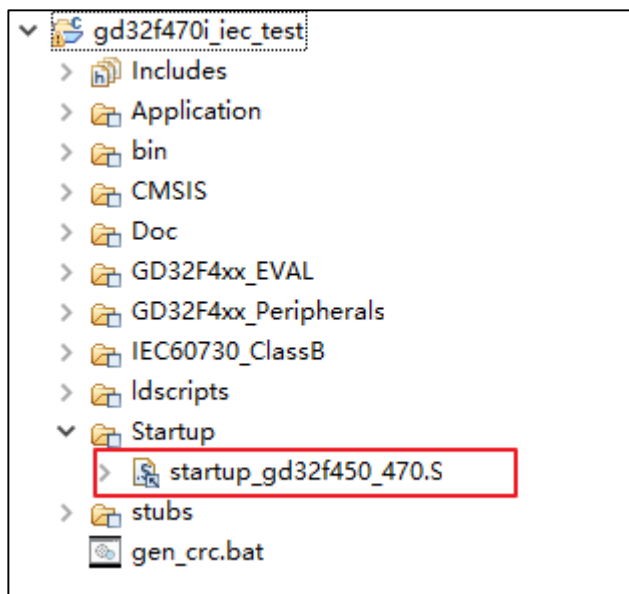 gd32f470i_iec_test
Includes
Application
bin
CMSIS
Doc
GD32F4xx_EVAL
GD32F4xx_Peripherals
IEC60730_ClassB
ldscripts
Startup
startup_gd32f450_470.S
stubs
gen_crc.bat